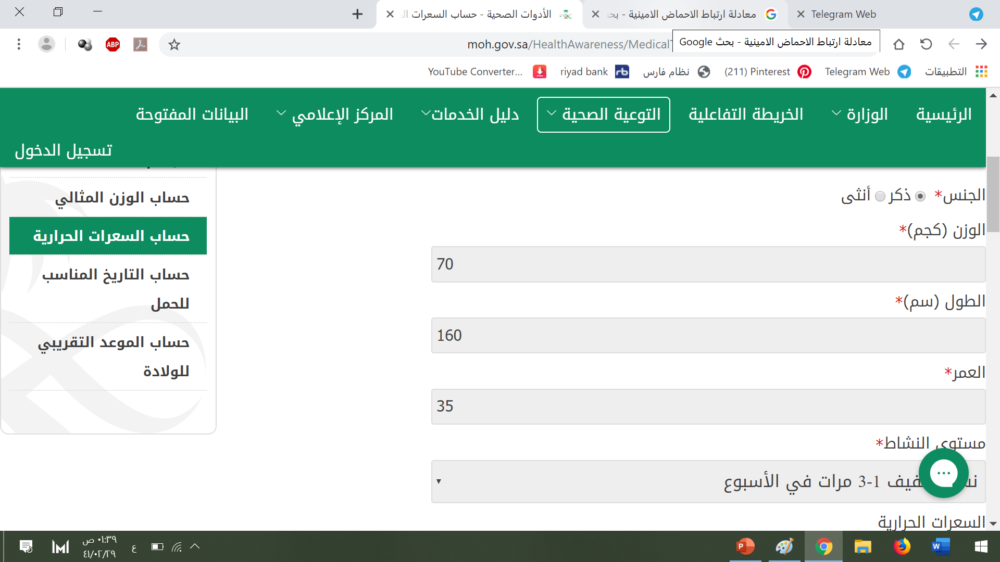 Telegram Web
معادلة ارتباط الاحماض الامينية - بحث
الأدوات الصحية - حساب السعرات ال
moh.gov.sa/HealthAwareness/Medical
معادلة ارتباط الاحماض الامينية - بحث Google
ABP
التطبيقات
Telegram Web
(211) Pinterest
نظام فارس
riyad bank
YouTube Converter...
الرئيسية
الوزارة
الخريطة التفاعلية
التوعية الصحية
دليل الخدمات
المركز الإعلامي
البيانات المفتوحة
تسجيل الدخول
الجنس* ذكر أنثى
الوزن (كجم)*
70
الطول (سم)*
160
العمر*
35
مستوى النشاط*
1-3 مرات في الأسبوع
السعرات الحرارية
حساب الوزن المثالي
حساب السعرات الحرارية
حساب التاريخ المناسب
للحمل
حساب الموعد التقريبي
للولادة
٠١:٣٩ ص
٤١/٠٢/٢٩
ع